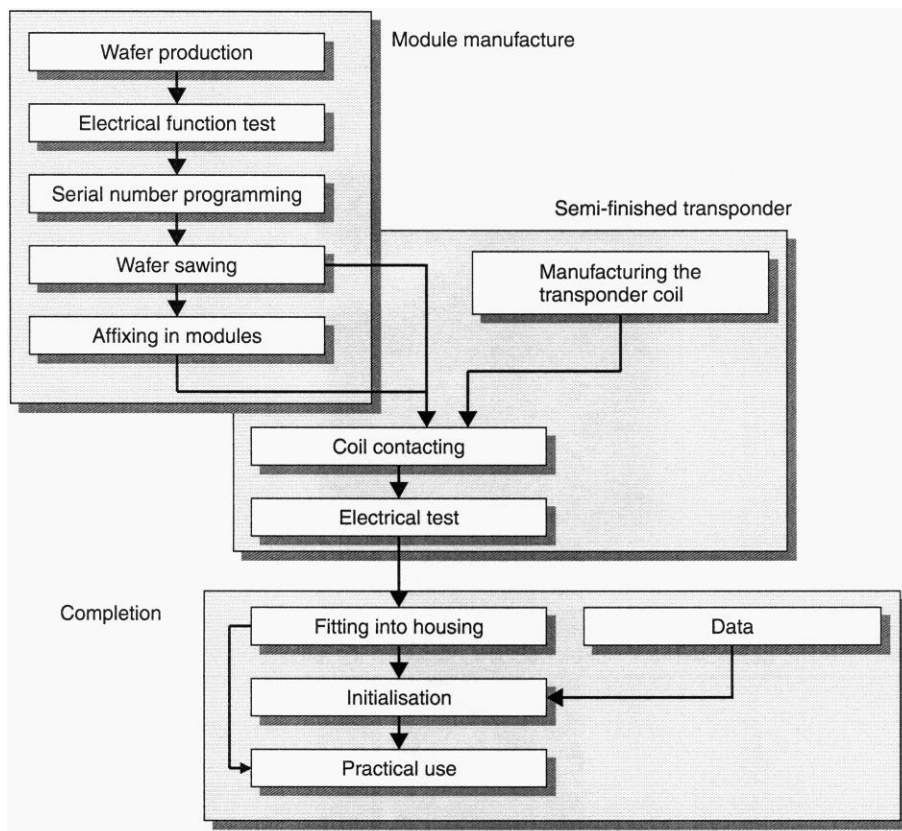 Module manufacture
Wafer production
Electrical function test
Serial number programming
Wafer sawing
Affixing in modules
Semi-finished transponder
Manufacturing the
transponder coil
Coil contacting
Electrical test
Completion
Fitting into housing
Data
Initialisation
Practical use